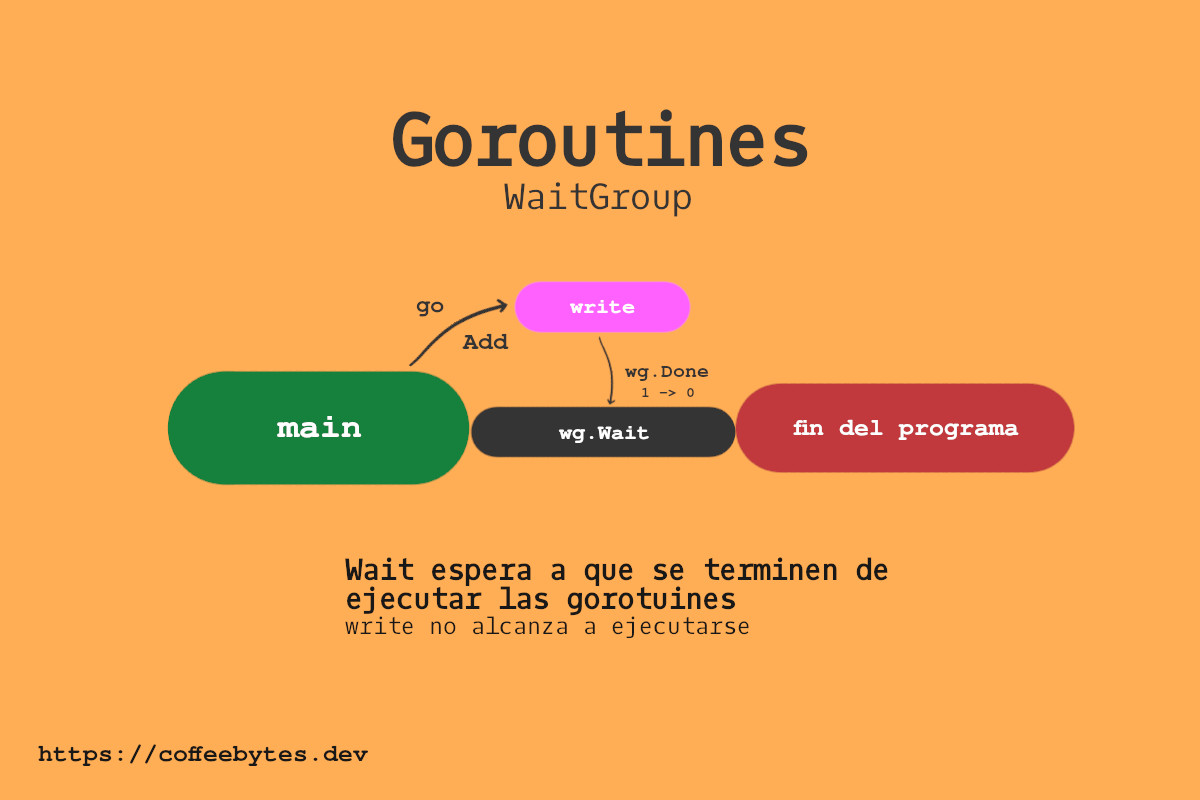 Goroutines
WaitGroup
go
write
Add
wg.Done
1 -> 0
main
wg.Wait
fin del programa
Wait espera a que se terminen de
ejecutar las gorotuines
write no alcanza a ejecutarse
https://coffeebytes.dev